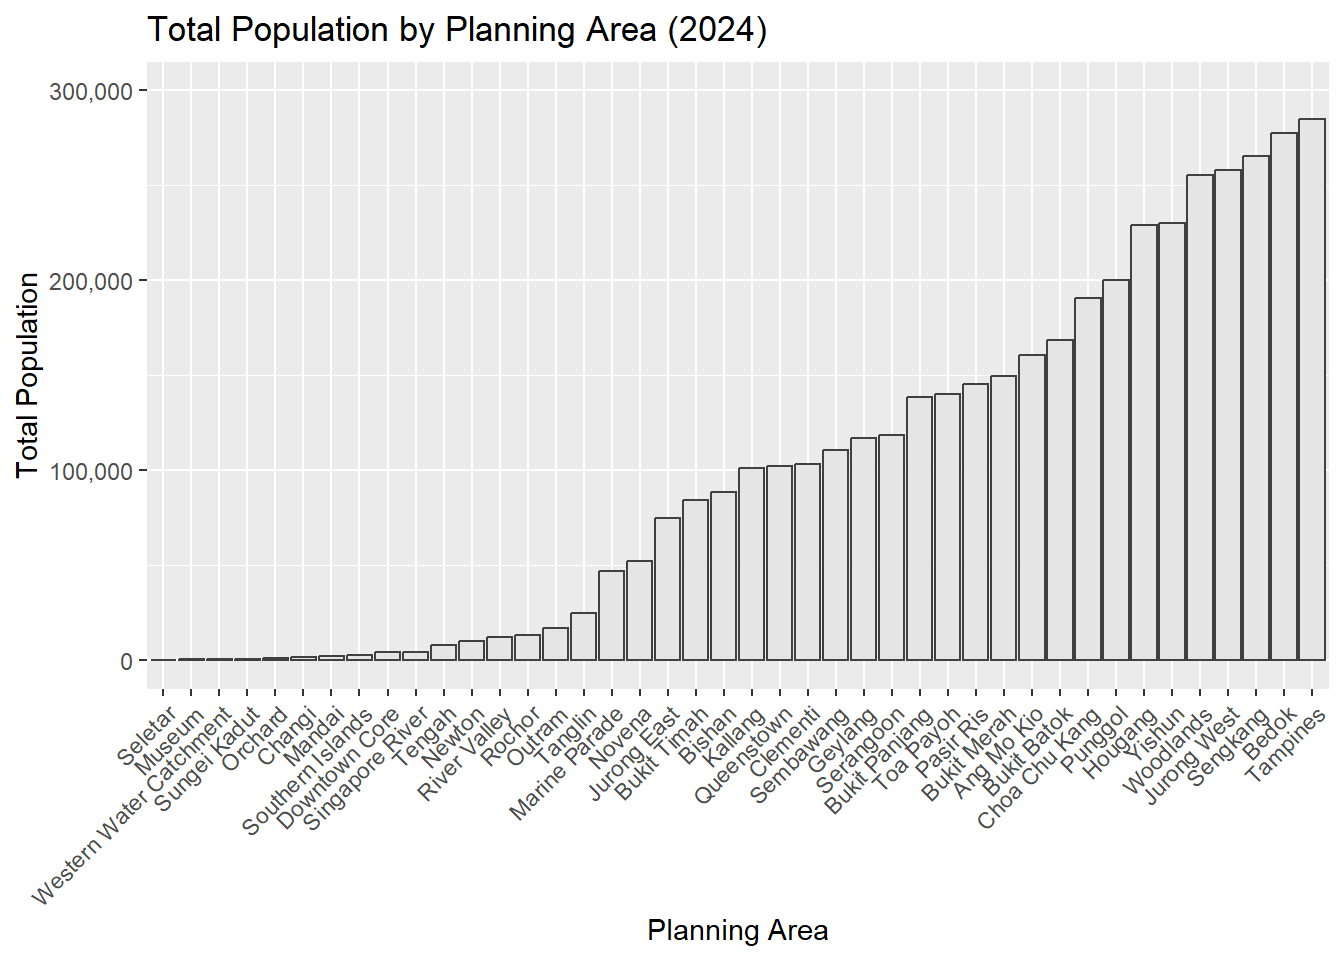 Total Population by Planning Area (2024)
Total Population
300,000
200,000
100,000
0
Seletar
Museum
Western Water Catchment
Sungei Kadut
Orchard
Changi
Mandai
Southern Islands
Downtown Core
Singapore River
Tengah
Newton
River Valley
Rochor
Outram
Tanglin
Marine Parade
Novena
Jurong East
Bukit Timah
Bishan
Kallang
Queenstown
Clementi
Sembawang
Geylang
Serangoon
Bukit Panjang
Toa Payoh
Pasir Ris
Bukit Merah
Ang Mo Kio
Bukit Batok
Choa Chu Kang
Punggol
Hougang
Yishun
Woodlands
Jurong West
Sengkang
Bedok
Tampines
Planning Area